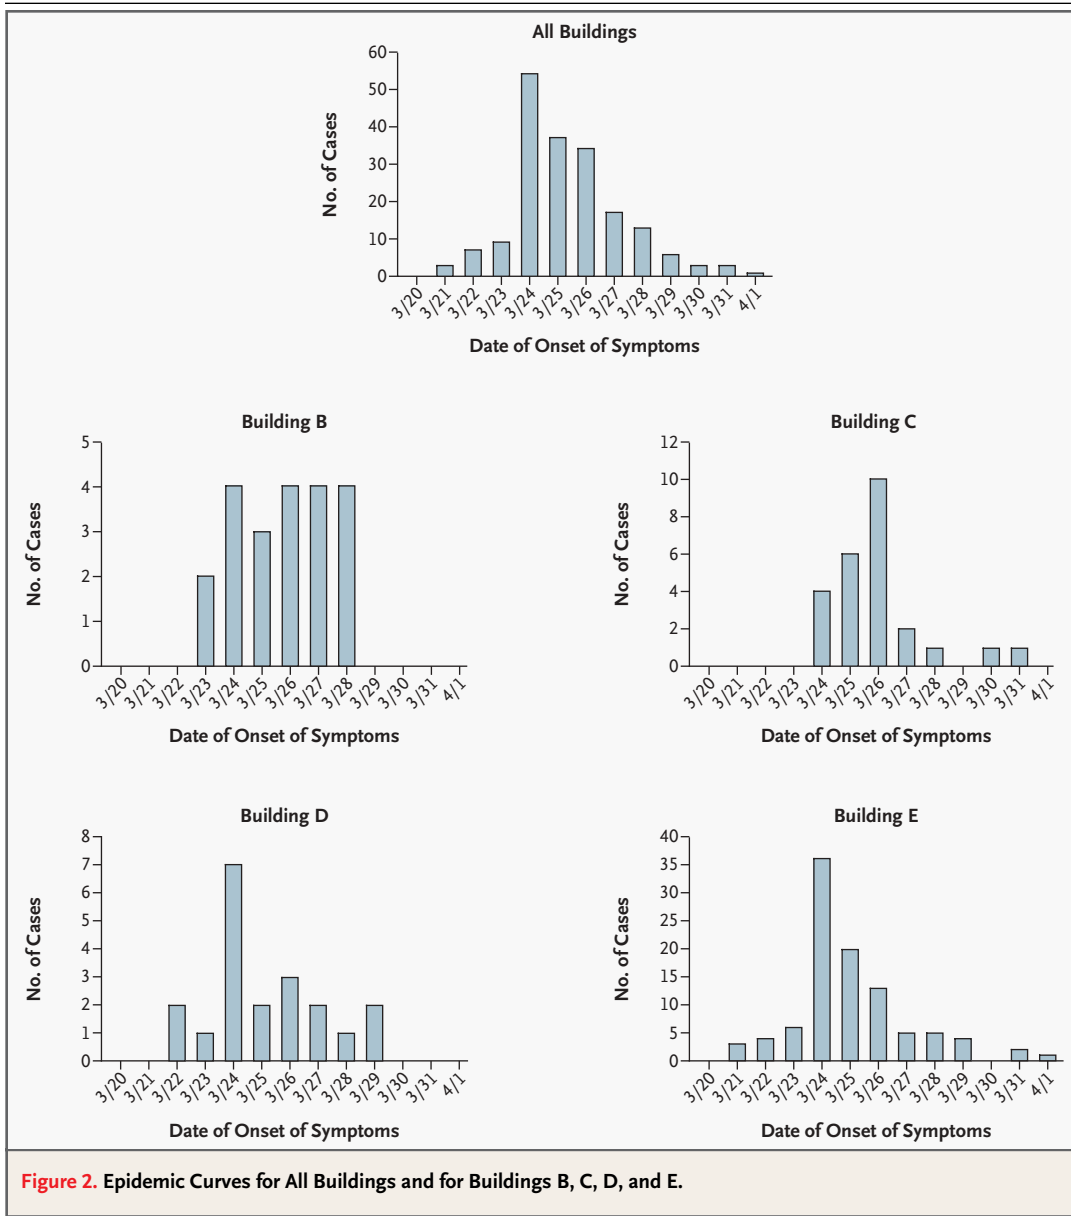 All Buildings
60
50
40
30
20
10
0
No. of Cases
3/20 3/21 3/22 3/23 3/24 3/25 3/26 3/27 3/28 3/29 3/30 3/31 4/1
Date of Onset of Symptoms
Building B
5
4
3
2
1
0
No. of Cases
3/20 3/21 3/22 3/23 3/24 3/25 3/26 3/27 3/28 3/29 3/30 3/31 4/1
Date of Onset of Symptoms
Building C
12
10
8
6
4
2
0
No. of Cases
3/20 3/21 3/22 3/23 3/24 3/25 3/26 3/27 3/28 3/29 3/30 3/31 4/1
Date of Onset of Symptoms
Building D
8
7
6
5
4
3
2
1
0
No. of Cases
3/20 3/21 3/22 3/23 3/24 3/25 3/26 3/27 3/28 3/29 3/30 3/31 4/1
Date of Onset of Symptoms
Building E
40
35
30
25
20
15
10
5
0
No. of Cases
3/20 3/21 3/22 3/23 3/24 3/25 3/26 3/27 3/28 3/29 3/30 3/31 4/1
Date of Onset of Symptoms
Figure 2. Epidemic Curves for All Buildings and for Buildings B, C, D, and E.